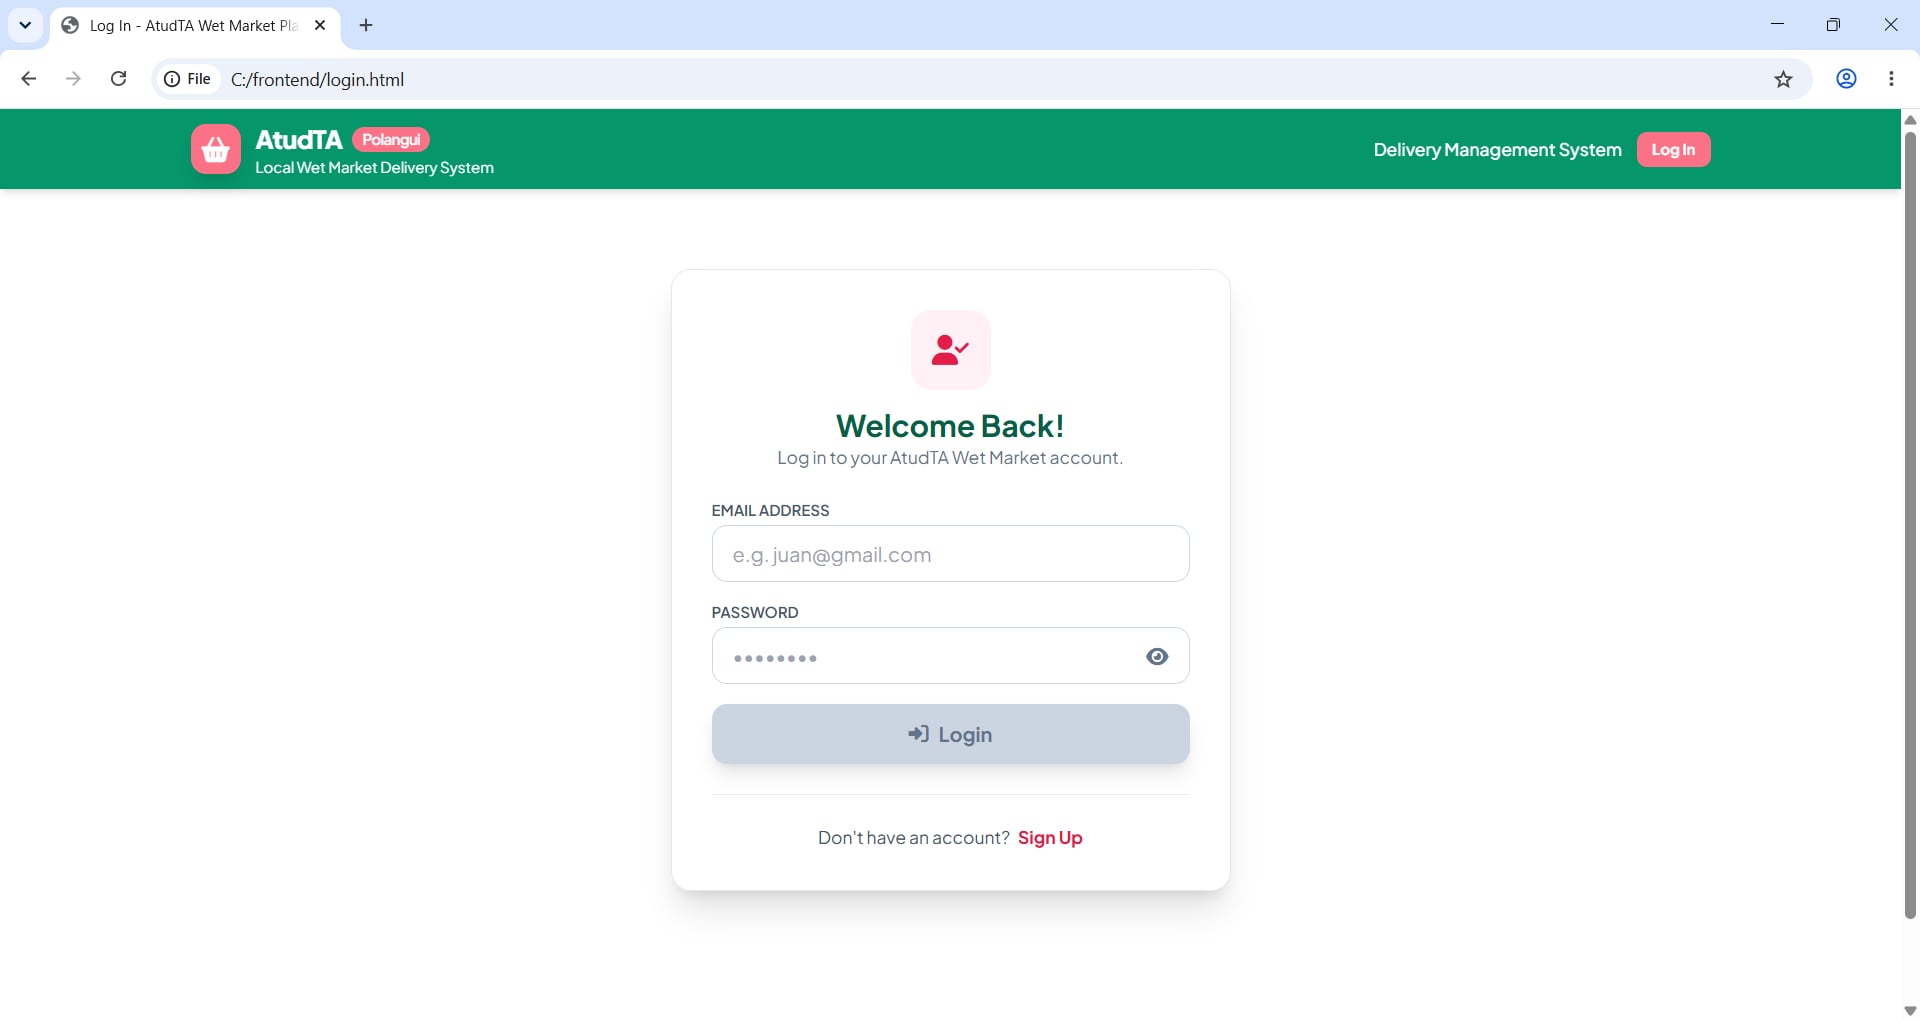 Log In - AtudTA Wet Market Pla
File
C:/frontend/login.html
AtudTA Polangui
Local Wet Market Delivery System
Delivery Management System
Log In
Welcome Back!
Log in to your AtudTA Wet Market account.
EMAIL ADDRESS
e.g. juan@gmail.com
PASSWORD
••••••••
Login
Don't have an account? Sign Up